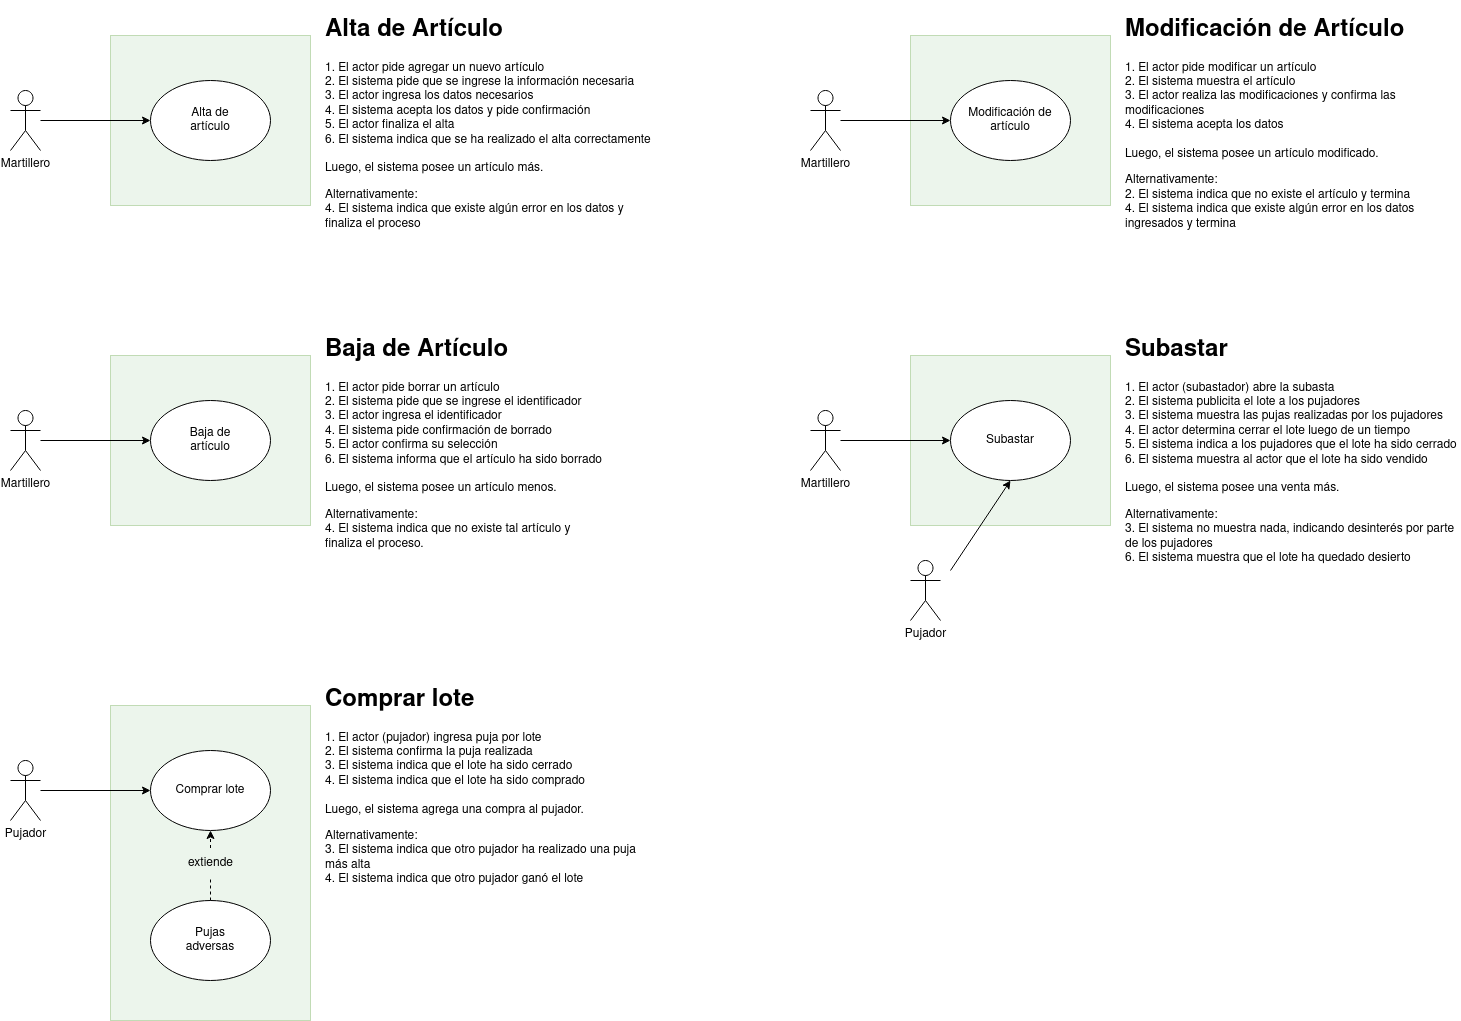 Alta de Artículo
1. El actor pide agregar un nuevo artículo
2. El sistema pide que se ingrese la información necesaria
3. El actor ingresa los datos necesarios
4. El sistema acepta los datos y pide confirmación
5. El actor finaliza el alta
6. El sistema indica que se ha realizado el alta correctamente
Luego, el sistema posee un artículo más.
Alternativamente:
4. El sistema indica que existe algún error en los datos y
finaliza el proceso
Alta de
artículo
Martillero
Modificación de Artículo
1. El actor pide modificar un artículo
2. El sistema muestra el artículo
3. El actor realiza las modificaciones y confirma las
modificaciones
4. El sistema acepta los datos
Luego, el sistema posee un artículo modificado.
Alternativamente:
2. El sistema indica que no existe el artículo y termina
4. El sistema indica que existe algún error en los datos
ingresados y termina
Modificación de
artículo
Martillero
Baja de Artículo
1. El actor pide borrar un artículo
2. El sistema pide que se ingrese el identificador
3. El actor ingresa el identificador
4. El sistema pide confirmación de borrado
5. El actor confirma su selección
6. El sistema informa que el artículo ha sido borrado
Luego, el sistema posee un artículo menos.
Alternativamente:
4. El sistema indica que no existe tal artículo y
finaliza el proceso.
Baja de
artículo
Martillero
Subastar
1. El actor (subastador) abre la subasta
2. El sistema publicita el lote a los pujadores
3. El sistema muestra las pujas realizadas por los pujadores
4. El actor determina cerrar el lote luego de un tiempo
5. El sistema indica a los pujadores que el lote ha sido cerrado
6. El sistema muestra al actor que el lote ha sido vendido
Luego, el sistema posee una venta más.
Alternativamente:
3. El sistema no muestra nada, indicando desinterés por parte
de los pujadores
6. El sistema muestra que el lote ha quedado desierto
Subastar
Martillero
Pujador
Comprar lote
1. El actor (pujador) ingresa puja por lote
2. El sistema confirma la puja realizada
3. El sistema indica que el lote ha sido cerrado
4. El sistema indica que el lote ha sido comprado
Luego, el sistema agrega una compra al pujador.
Alternativamente:
3. El sistema indica que otro pujador ha realizado una puja
más alta
4. El sistema indica que otro pujador ganó el lote
Comprar lote
Pujador
extiende
Pujas
adversas